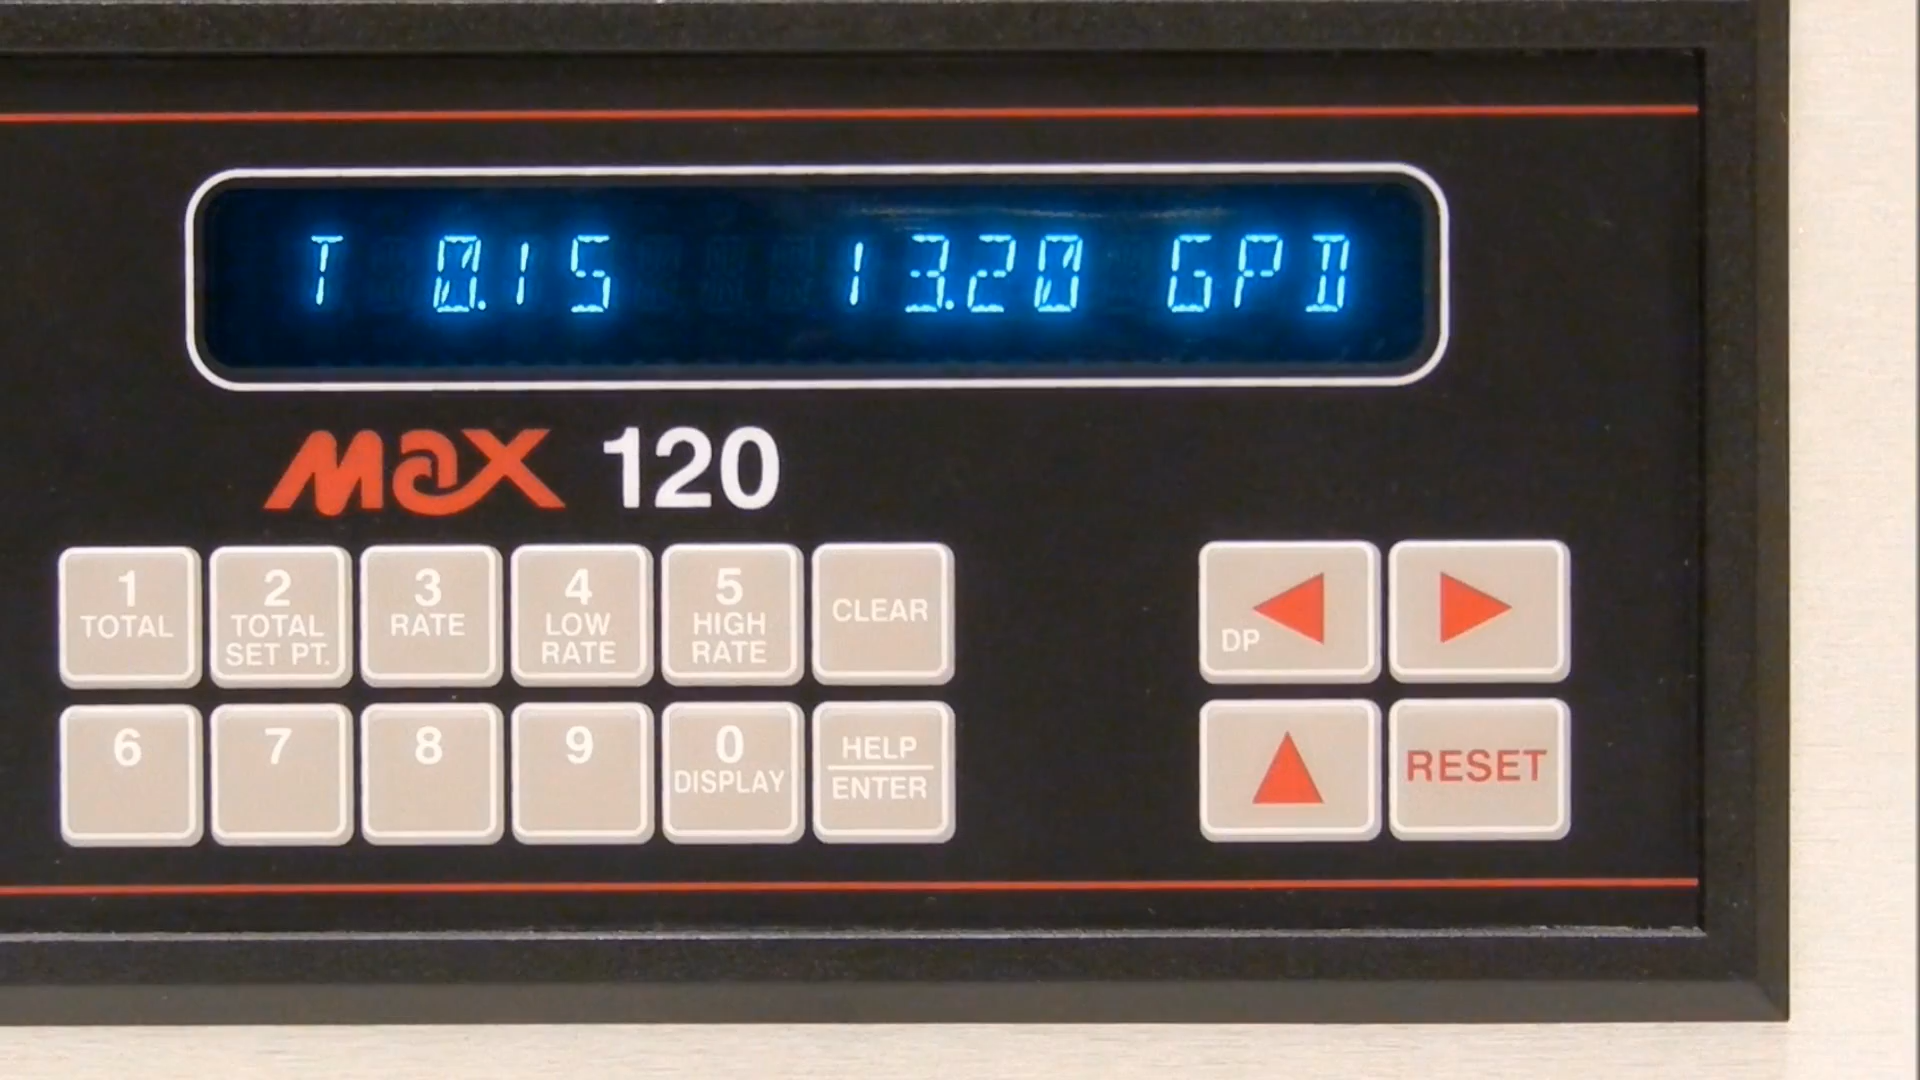 T 0.15 13.20 GPD
MAX 120
1 TOTAL
2 TOTAL SET PT.
3 RATE
4 LOW RATE
5 HIGH RATE
CLEAR
DP
6
7
8
9
0 DISPLAY
HELP
ENTER
RESET